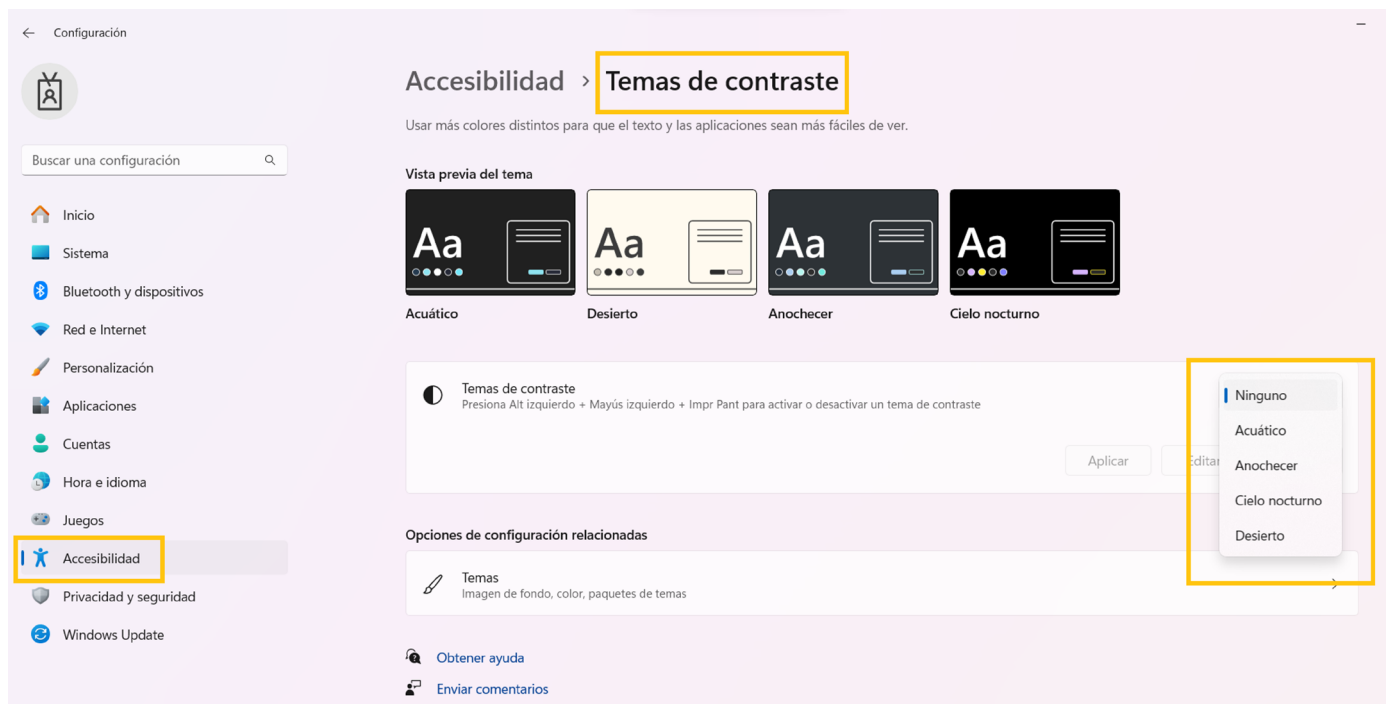 Configuración
Buscar una configuración
Inicio
Sistema
Bluetooth y dispositivos
Red e Internet
Personalización
Aplicaciones
Cuentas
Hora e idioma
Juegos
Accesibilidad
Privacidad y seguridad
Windows Update
Accesibilidad › Temas de contraste
Usar más colores distintos para que el texto y las aplicaciones sean más fáciles de ver.
Vista previa del tema
Aa Aa Aa Aa
Acuático Desierto Anochecer Cielo nocturno
Temas de contraste
Presiona Alt izquierdo + Mayús izquierdo + Impr Pant para activar o desactivar un tema de contraste
Aplicar Editar
Ninguno
Acuático
Anochecer
Cielo nocturno
Desierto
Opciones de configuración relacionadas
Temas
Imagen de fondo, color, paquetes de temas
Obtener ayuda
Enviar comentarios